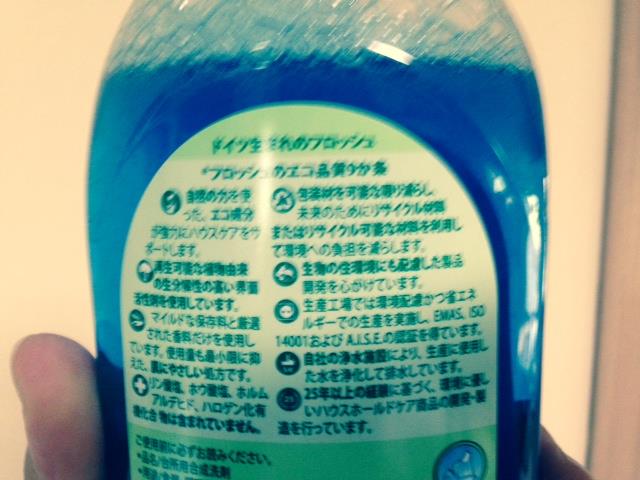 ドイツ生まれのフロッシュ
*フロッシュのエコ品質9か条
自然の力を使
った、エコ成分
が強力にハウスケアをサ
ポートします。
再生可能な植物由来
の生分解性の高い界面
活性剤を使用しています。
マイルドな保存料と厳選
された香料だけを使用し
ています。使用量も最小限に抑
えた、肌にやさしい処方です。
リン酸塩、ホウ酸塩、ホルム
アルデヒド、ハロゲン化有
機化合物は含まれていません。
包装材を可能な限り減らし、
未来のためにリサイクル材料
またはリサイクル可能な材料を利用し
て環境への負担を減らします。
生物の住環境にも配慮した製品
開発を心がけています。
生産工場では環境配慮かつ省エネ
ルギーでの生産を実施し、EMAS、ISO
14001および A.I.S.E.の認証を得ています。
自社の浄水施設により、生産に使用し
た水を浄化して排水しています。
25
25年以上の経験に基づく、環境に優し
いハウスホールドケア商品の開発・製
造を行っています。
ご使用前に必ずお読みください。
•品名/台所用合成洗剤